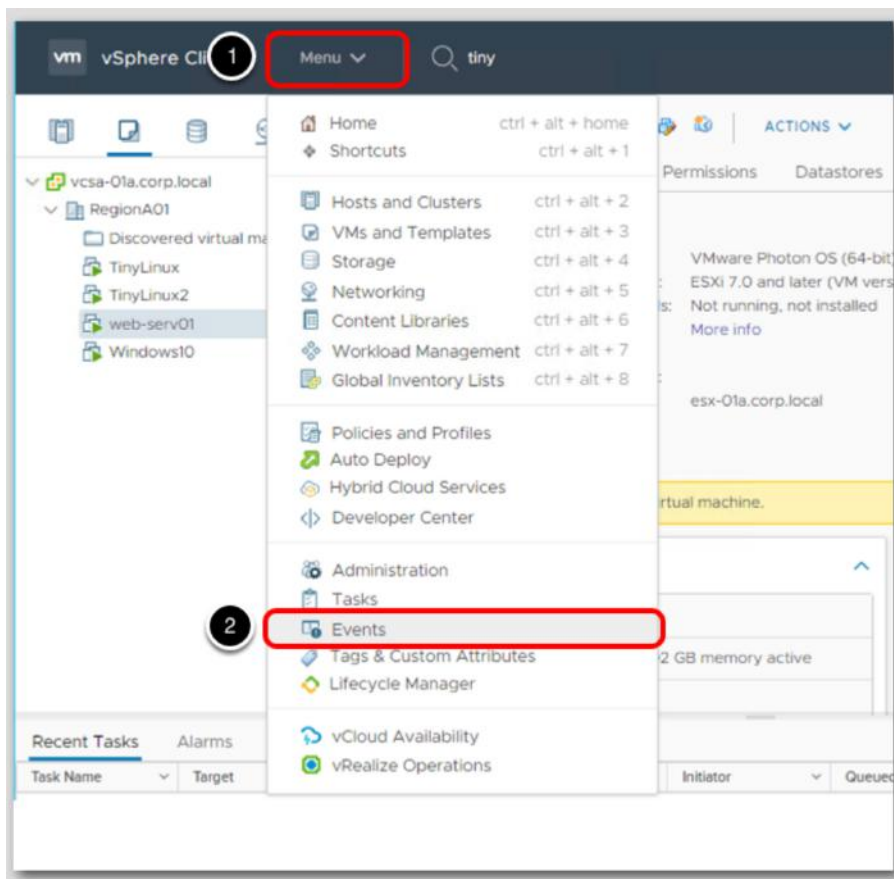 vm vSphere Cli 1 Menu tiny
Home ctrl + alt + home
Shortcuts ctrl + alt + 1
ACTIONS
Permissions Datastores
vcsa-01a.corp.local
RegionA01
Discovered virtual ma
TinyLinux
TinyLinux2
web-serv01
Windows10
Hosts and Clusters ctrl + alt + 2
VMs and Templates ctrl + alt + 3
Storage ctrl + alt + 4
Networking ctrl + alt + 5
Content Libraries ctrl + alt + 6
Workload Management ctrl + alt + 7
Global Inventory Lists ctrl + alt + 8
Policies and Profiles
Auto Deploy
Hybrid Cloud Services
Developer Center
Administration
Tasks
2 Events
Tags & Custom Attributes
Lifecycle Manager
vCloud Availability
vRealize Operations
VMware Photon OS (64-bit)
: ESXi 7.0 and later (VM vers
s: Not running, not installed
More info
:
esx-01a.corp.local
rtual machine.
2 GB memory active
Recent Tasks Alarms
Task Name Target Initiator Queued